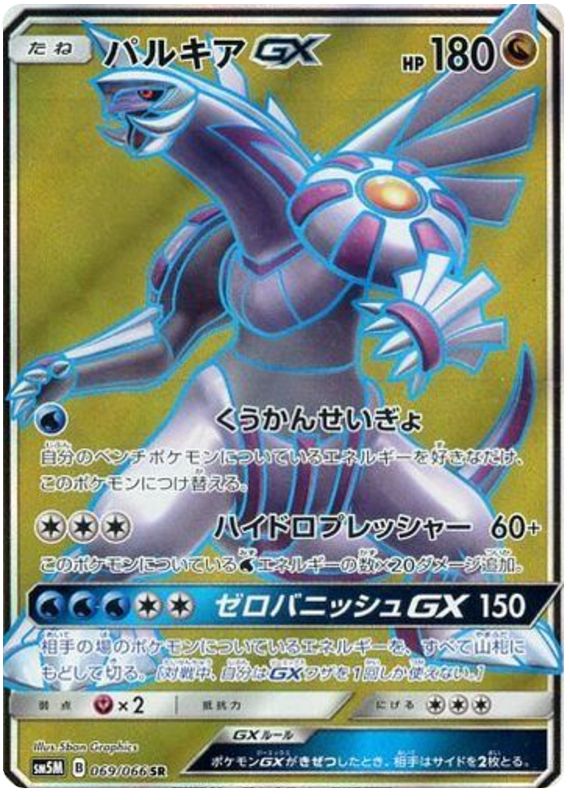 たね パルキアGX HP 180
くうかんせいぎょ
自分のベンチポケモンについているエネルギーを好きなだけ、
このポケモンにつけ替える。
ハイドロプレッシャー 60+
このポケモンについているエネルギーの数×20ダメージ追加。
ゼロバニッシュGX 150
相手の場のポケモンについているエネルギーを、すべて山札に
もどして切る。[対戦中、自分はGXワザを1回しか使えない。]
弱点 ×2 抵抗力 にげる
GXルール
Illus. 5ban Graphics
ポケモンGXがきぜつしたとき、相手はサイドを2枚とる。
SM5M B 069/066 SR